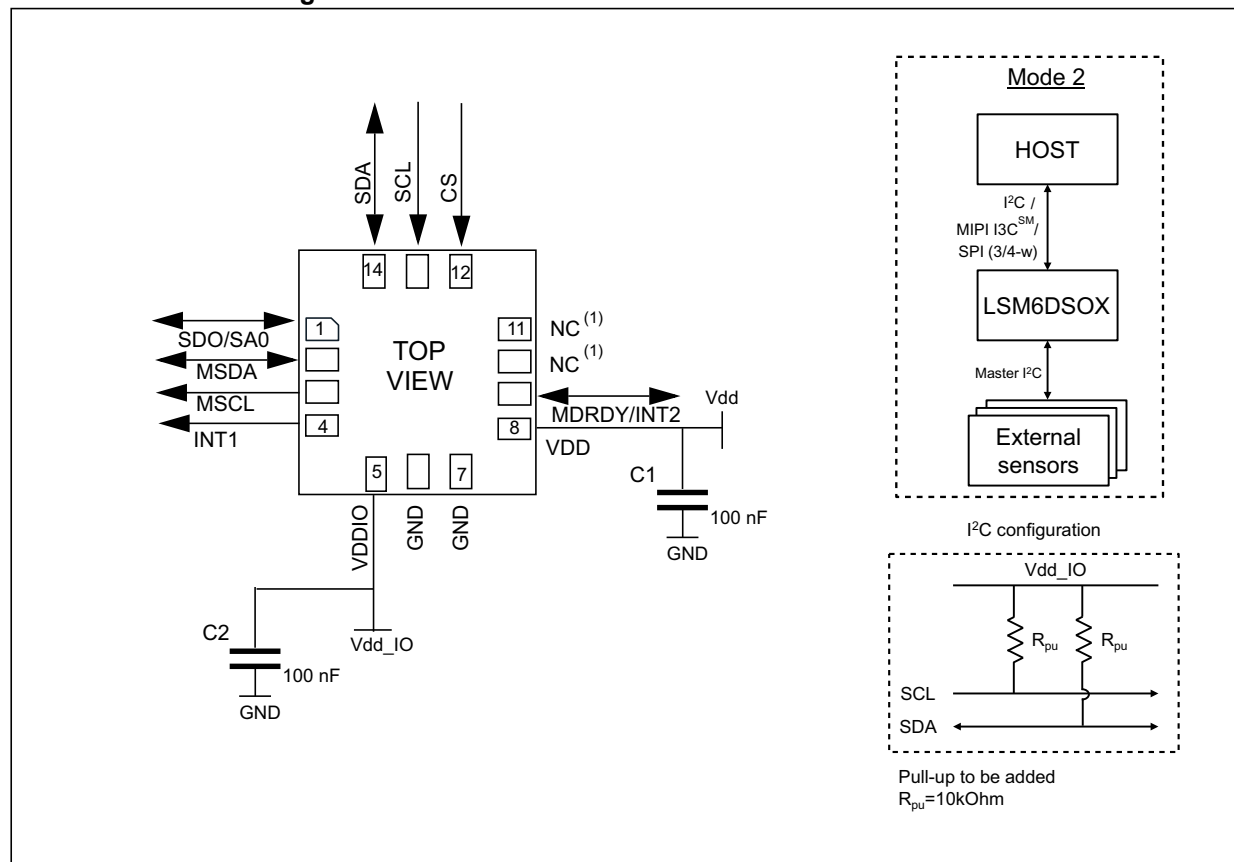 SDA
SCL
CS
14
12
1
SDO/SA0
MSDA
MSCL
4
INT1
TOP
VIEW
11
NC (1)
NC (1)
MDRDY/INT2
8
VDD
Vdd
5
7
VDDIO
GND
GND
C1
100 nF
GND
C2
100 nF
GND
Vdd_IO
Mode 2
HOST
I²C /
MIPI I3C SM/
SPI (3/4-w)
LSM6DSOX
Master I²C
External
sensors
I²C configuration
Vdd_IO
Rpu
Rpu
SCL
SDA
Pull-up to be added
Rpu=10kOhm